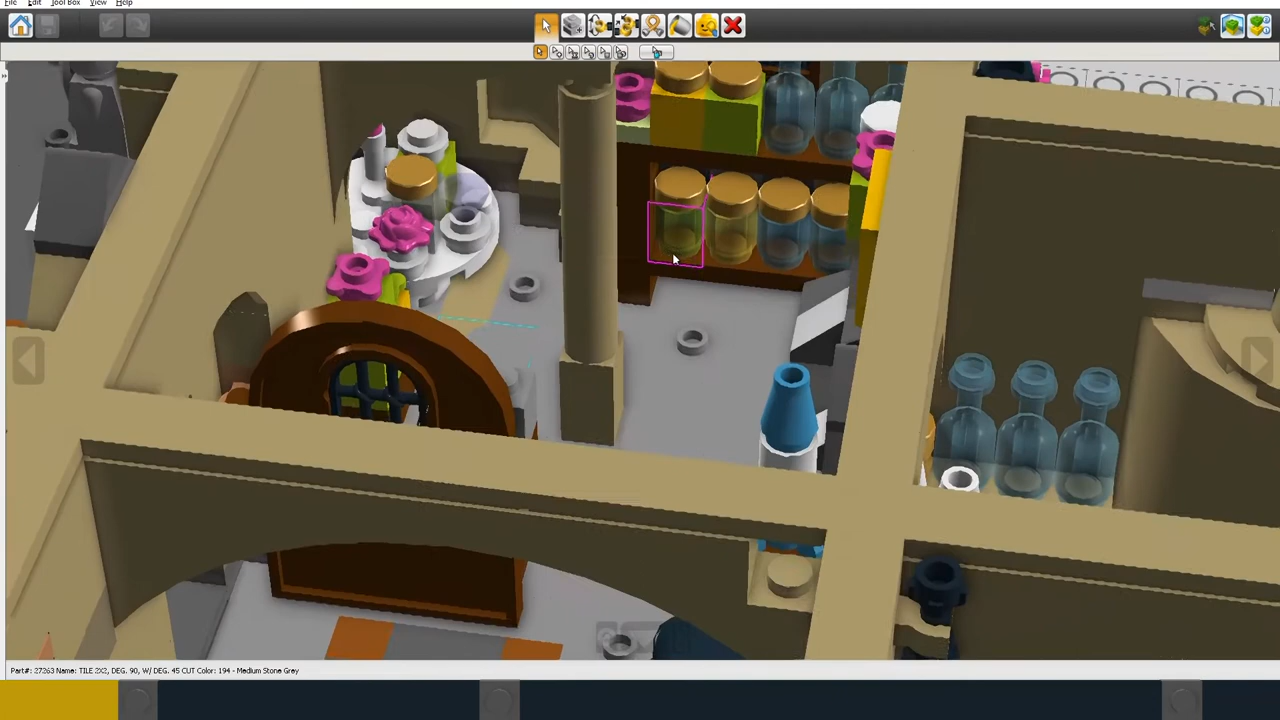 File Edit Tool Box View Help
Part#: 27263 Name: TILE 2X2, DEG. 90, W/ DEG. 45 CUT Color: 194 - Medium Stone Grey